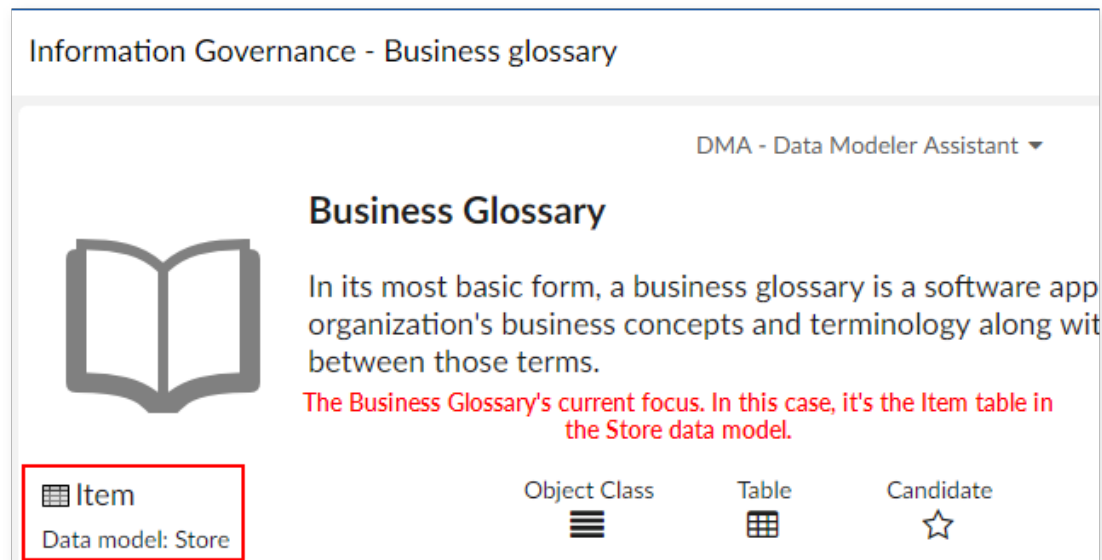 Information Governance - Business glossary
DMA - Data Modeler Assistant
Business Glossary
In its most basic form, a business glossary is a software app
organization's business concepts and terminology along wit
between those terms.
The Business Glossary's current focus. In this case, it's the Item table in
the Store data model.
Item
Data model: Store
Object Class
Table
Candidate